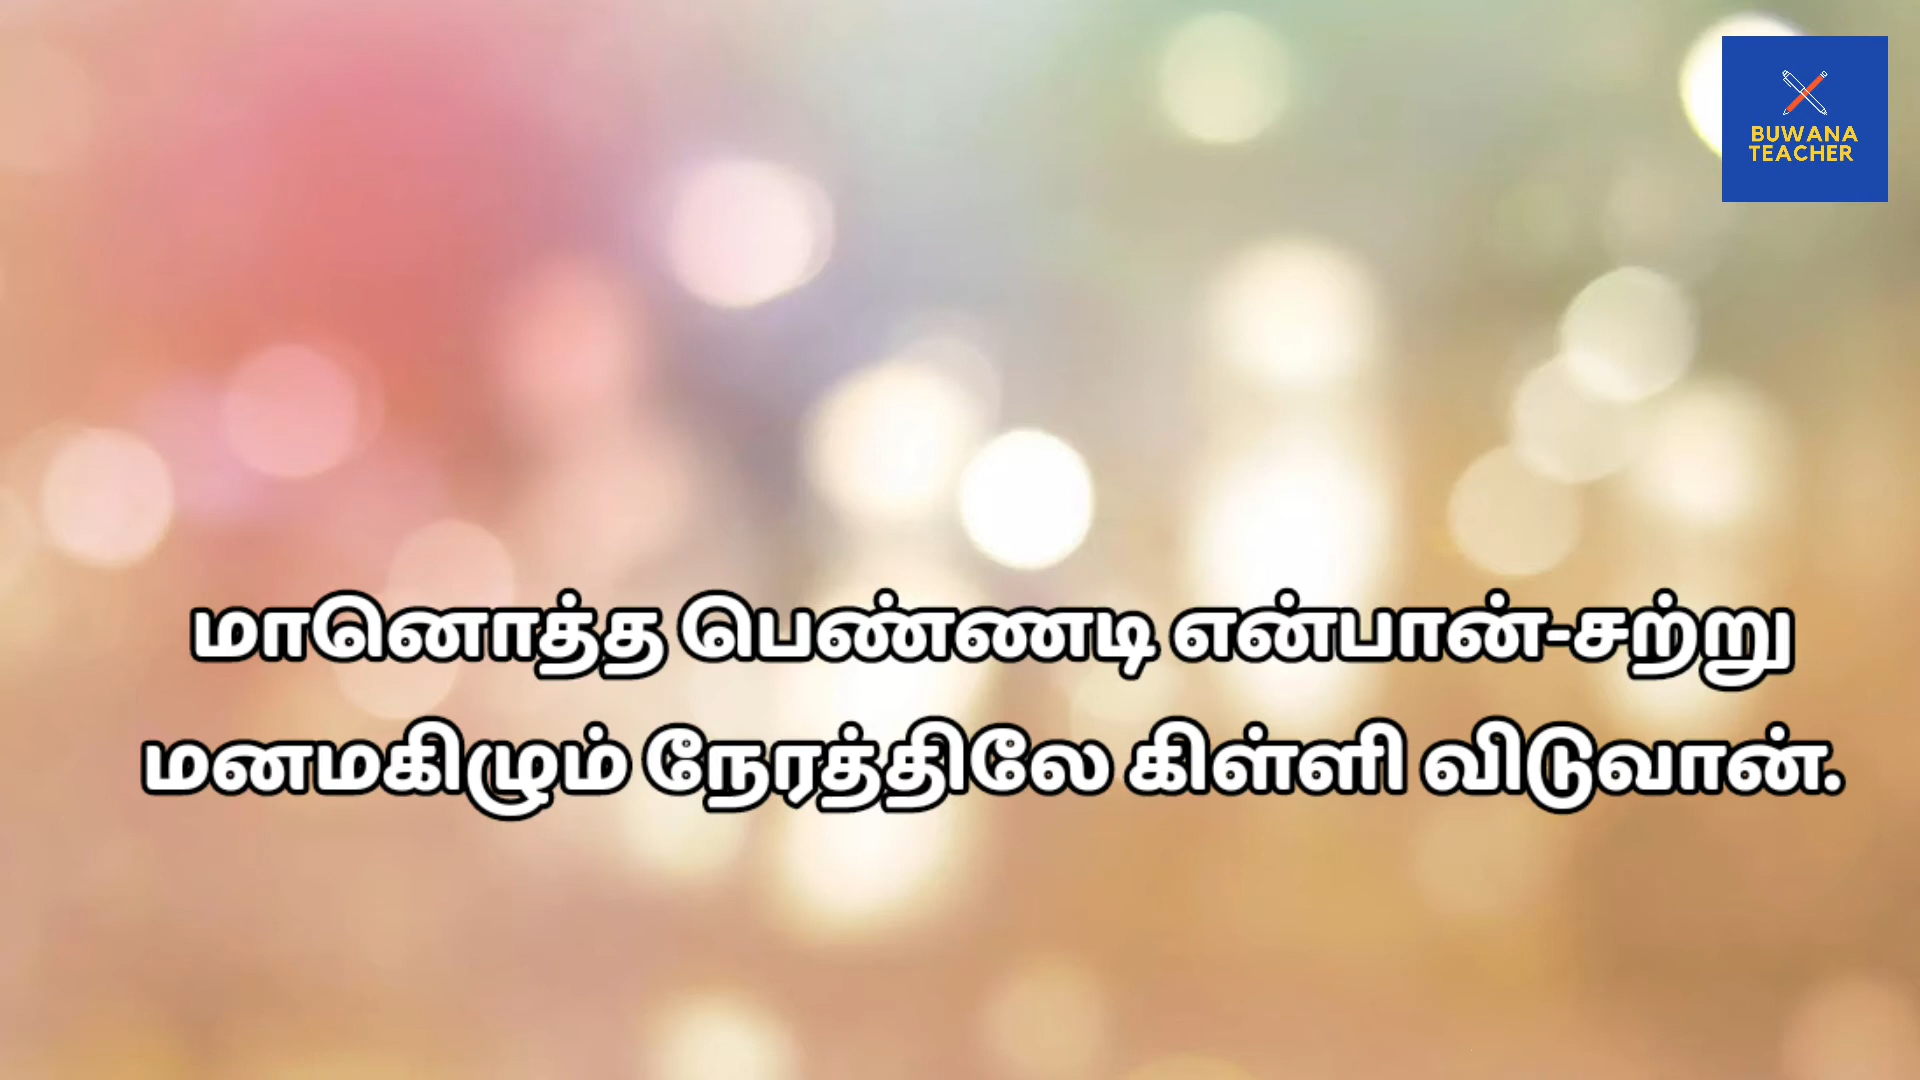 BUWANA
TEACHER
மானொத்த பெண்ணடி என்பான்-சற்று
மனமகிழும் நேரத்திலே கிள்ளி விடுவான்.